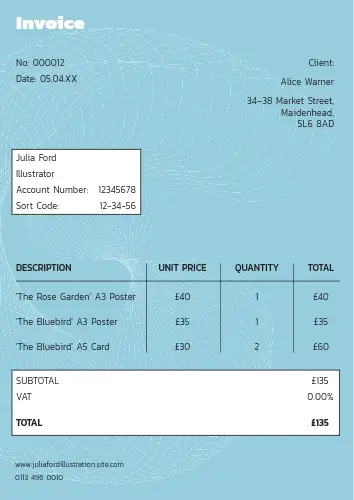 Invoice
No: 000012
Date: 05.04.XX
Client:
Alice Warner
34-38 Market Street,
Maidenhead,
SL6 8AD
Julia Ford
Illustrator
Account Number: 12345678
Sort Code: 12-34-56
DESCRIPTION UNIT PRICE QUANTITY TOTAL
'The Rose Garden' A3 Poster £40 1 £40
'The Bluebird' A3 Poster £35 1 £35
'The Bluebird' A5 Card £30 2 £60
SUBTOTAL £135
VAT 0.00%
TOTAL £135
www.juliafordillustration.site.com
0113 496 0010